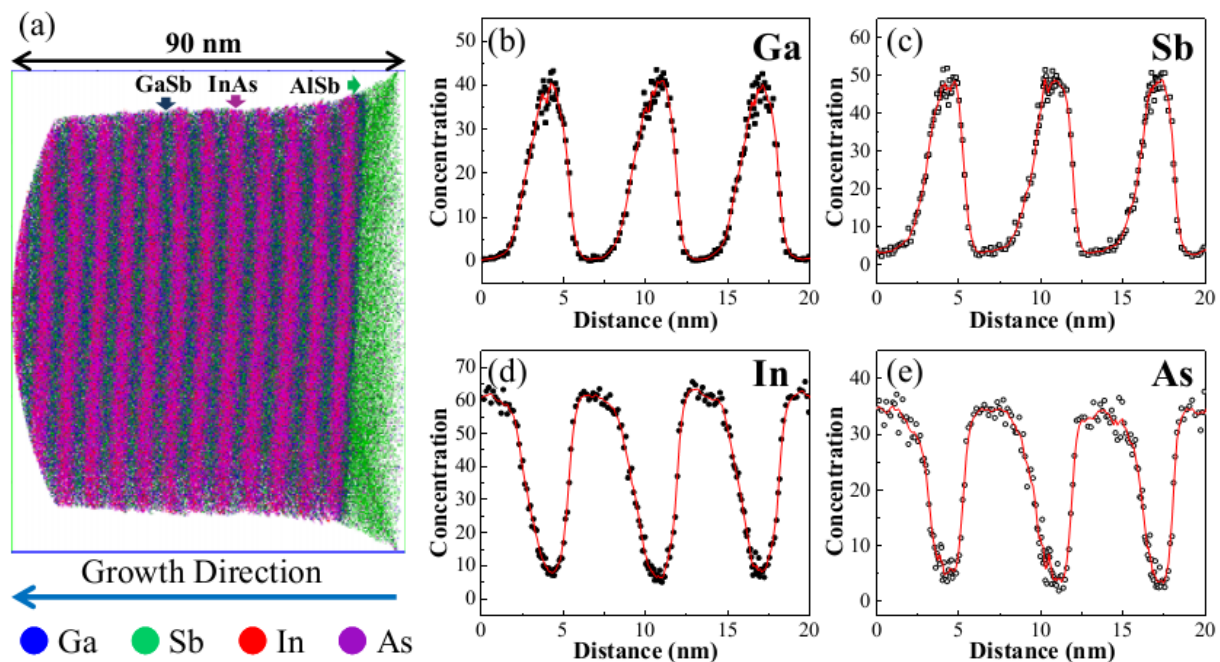 (a)
90 nm
GaSb InAs AlSb
Growth Direction
Ga Sb In As
(b) Ga
Concentration
50
40
30
20
10
0
0 5 10 15 20
Distance (nm)
(c) Sb
Concentration
60
50
40
30
20
10
0
0 5 10 15 20
Distance (nm)
(d) In
Concentration
70
60
50
40
30
20
10
0
0 5 10 15 20
Distance (nm)
(e) As
Concentration
40
30
20
10
0
0 5 10 15 20
Distance (nm)